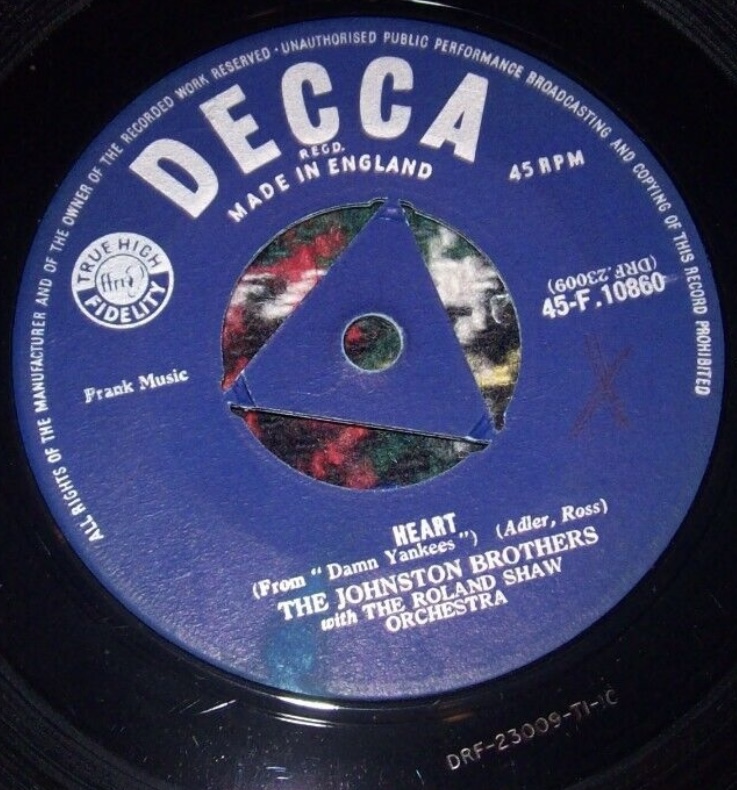 ALL RIGHTS OF THE MANUFACTURER AND OF THE OWNER OF THE RECORDED WORK RESERVED · UNAUTHORISED PUBLIC PERFORMANCE BROADCASTING AND COPYING OF THIS RECORD PROHIBITED
DECCA
REGD.
MADE IN ENGLAND
45 RPM
TRUE HIGH
ffrr
FIDELITY
(DRF.23009)
45-F.10860
Frank Music
HEART
(From "Damn Yankees") (Adler, Ross)
THE JOHNSTON BROTHERS
with THE ROLAND SHAW
ORCHESTRA
DRF-23009-T1-1C